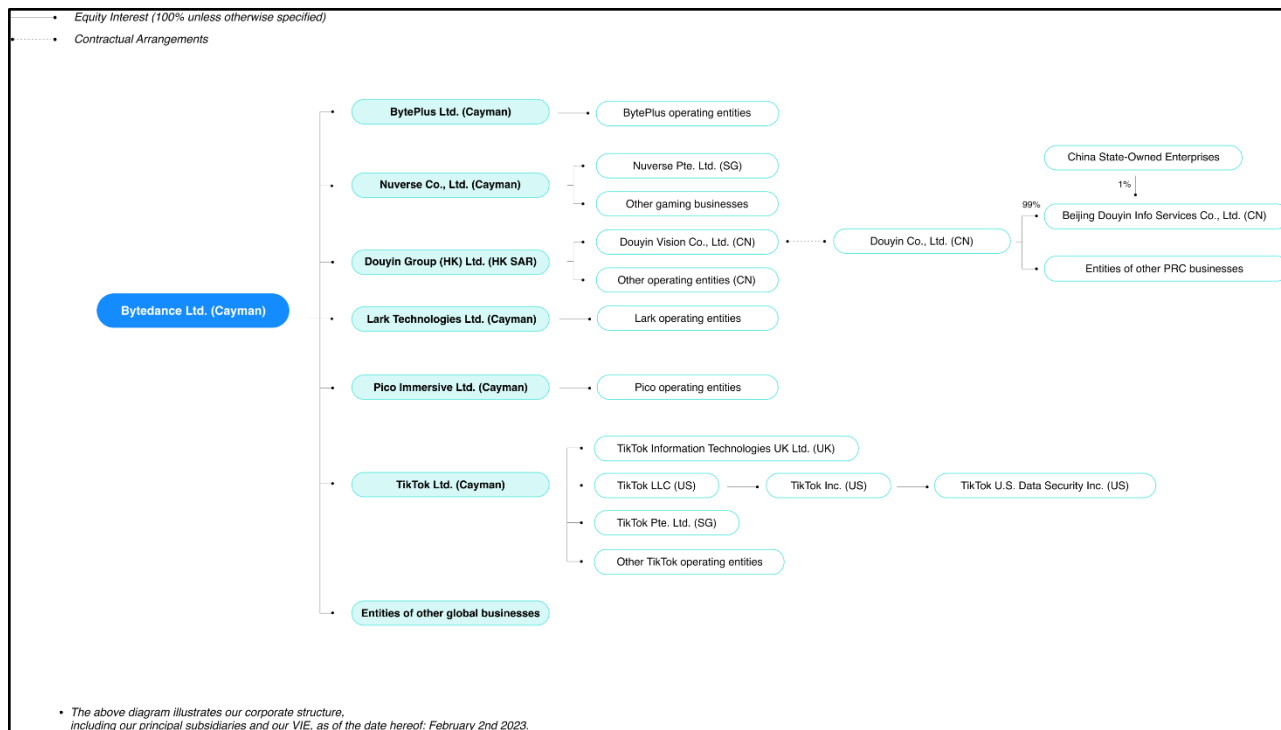 Equity Interest (100% unless otherwise specified)
Contractual Arrangements
Bytedance Ltd. (Cayman)
BytePlus Ltd. (Cayman)
BytePlus operating entities
Nuverse Co., Ltd. (Cayman)
Nuverse Pte. Ltd. (SG)
Other gaming businesses
Douyin Group (HK) Ltd. (HK SAR)
Douyin Vision Co., Ltd. (CN)
Other operating entities (CN)
Douyin Co., Ltd. (CN)
China State-Owned Enterprises
1%
99%
Beijing Douyin Info Services Co., Ltd. (CN)
Entities of other PRC businesses
Lark Technologies Ltd. (Cayman)
Lark operating entities
Pico Immersive Ltd. (Cayman)
Pico operating entities
TikTok Ltd. (Cayman)
TikTok Information Technologies UK Ltd. (UK)
TikTok LLC (US)
TikTok Inc. (US)
TikTok U.S. Data Security Inc. (US)
TikTok Pte. Ltd. (SG)
Other TikTok operating entities
Entities of other global businesses
• The above diagram illustrates our corporate structure,
including our principal subsidiaries and our VIE, as of the date hereof: February 2nd 2023.